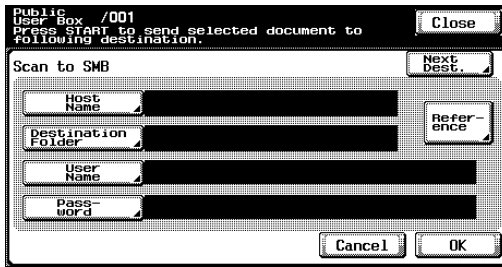 Public
User Box /001
Press START to send selected document to
following destination.
Close
Scan to SMB
Next
Dest.
Host
Name
Refer-
ence
Destination
Folder
User
Name
Pass-
word
Cancel
OK